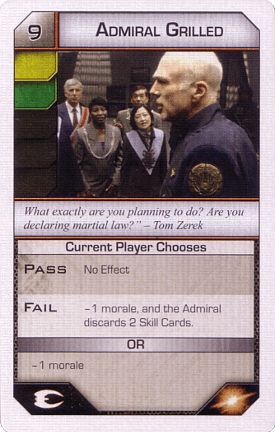 9
ADMIRAL GRILLED
What exactly are you planning to do? Are you
declaring martial law?" – Tom Zerek
Current Player Chooses
PASS No Effect
FAIL –1 morale, and the Admiral
discards 2 Skill Cards.
OR
–1 morale